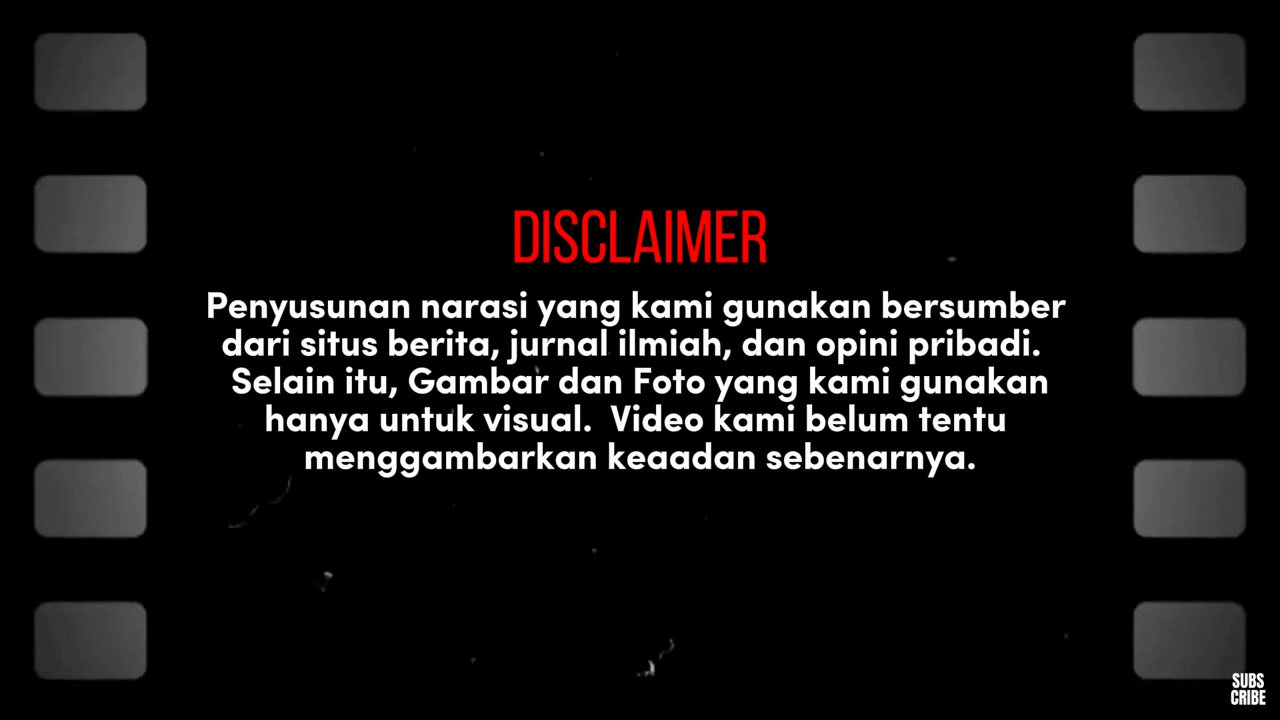 DISCLAIMER
Penyusunan narasi yang kami gunakan bersumber
dari situs berita, jurnal ilmiah, dan opini pribadi.
Selain itu, Gambar dan Foto yang kami gunakan
hanya untuk visual. Video kami belum tentu
menggambarkan keaadan sebenarnya.
SUBS
CRIBE